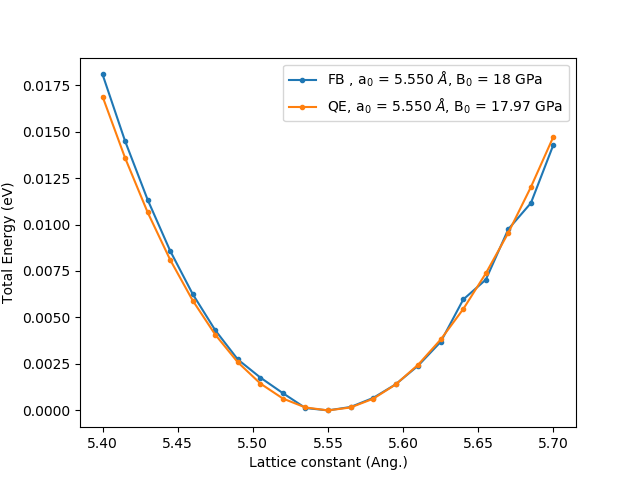 FB , a₀ = 5.550 Å, B₀ = 18 GPa
QE, a₀ = 5.550 Å, B₀ = 17.97 GPa
Total Energy (eV)
0.0175
0.0150
0.0125
0.0100
0.0075
0.0050
0.0025
0.0000
5.40 5.45 5.50 5.55 5.60 5.65 5.70
Lattice constant (Ang.)